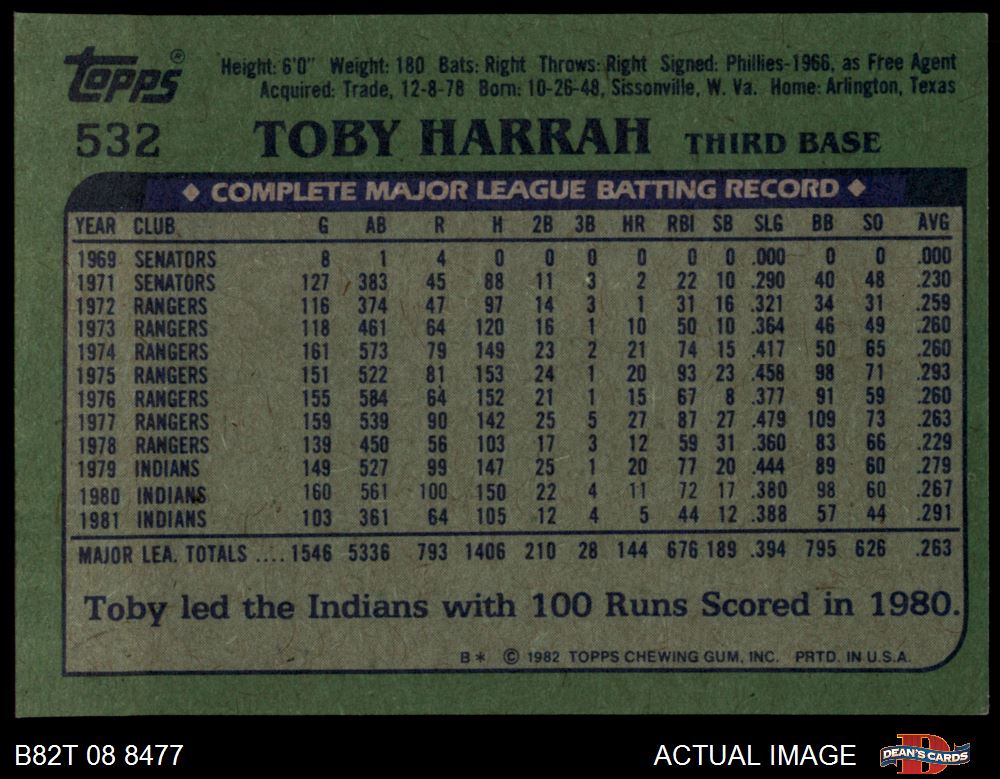 Topps® Height: 6'0" Weight: 180 Bats: Right Throws: Right Signed: Phillies-1966, as Free Agent
Acquired: Trade, 12-8-78 Born: 10-26-48, Sissonville, W. Va. Home: Arlington, Texas
532 TOBY HARRAH THIRD BASE
◆ COMPLETE MAJOR LEAGUE BATTING RECORD ◆
YEAR CLUB G AB R H 2B 3B HR RBI SB SLG BB SO AVG
1969 SENATORS 8 1 4 0 0 0 0 0 0 .000 0 0 .000
1971 SENATORS 127 383 45 88 11 3 2 22 10 .290 40 48 .230
1972 RANGERS 116 374 47 97 14 3 1 31 16 .321 34 31 .259
1973 RANGERS 118 461 64 120 16 1 10 50 10 .364 46 49 .260
1974 RANGERS 161 573 79 149 23 2 21 74 15 .417 50 65 .260
1975 RANGERS 151 522 81 153 24 1 20 93 23 .458 98 71 .293
1976 RANGERS 155 584 64 152 21 1 15 67 8 .377 91 59 .260
1977 RANGERS 159 539 90 142 25 5 27 87 27 .479 109 73 .263
1978 RANGERS 139 450 56 103 17 3 12 59 31 .360 83 66 .229
1979 INDIANS 149 527 99 147 25 1 20 77 20 .444 89 60 .279
1980 INDIANS 160 561 100 150 22 4 11 72 17 .380 98 60 .267
1981 INDIANS 103 361 64 105 12 4 5 44 12 .388 57 44 .291
MAJOR LEA. TOTALS .... 1546 5336 793 1406 210 28 144 676 189 .394 795 626 .263
Toby led the Indians with 100 Runs Scored in 1980.
B* © 1982 TOPPS CHEWING GUM, INC. PRTD. IN U.S.A.
B82T 08 8477 ACTUAL IMAGE DEAN'S CARDS